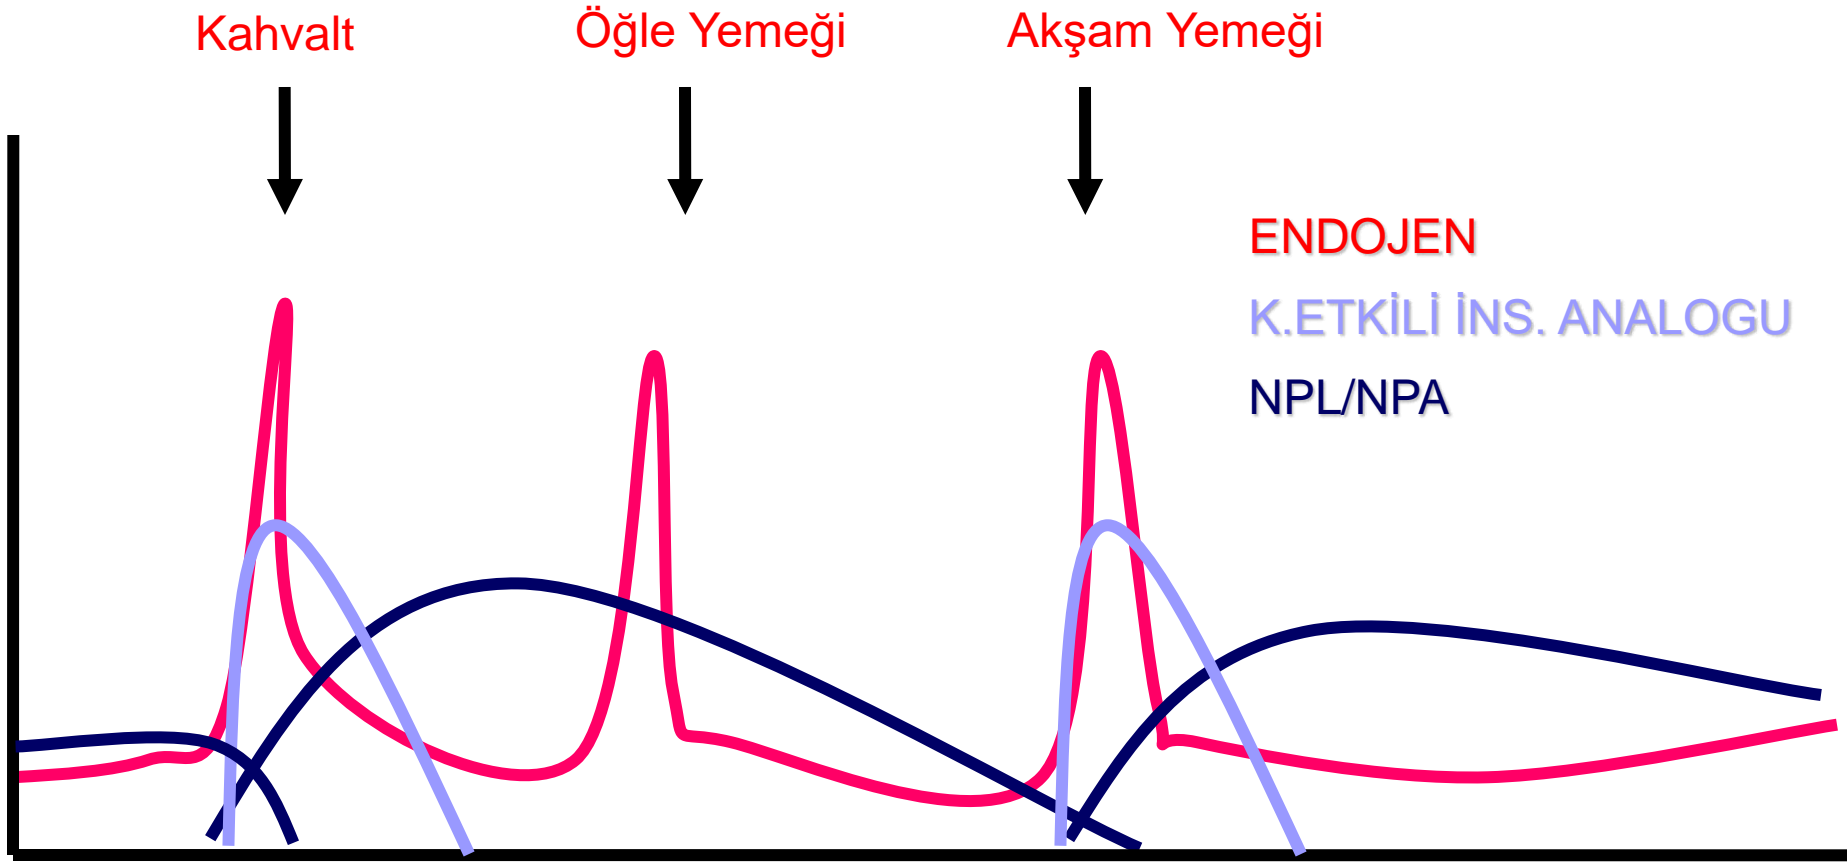 Kahvalt
Öğle Yemeği
Akşam Yemeği
ENDOJEN
K.ETKİLİ İNS. ANALOGU
NPL/NPA